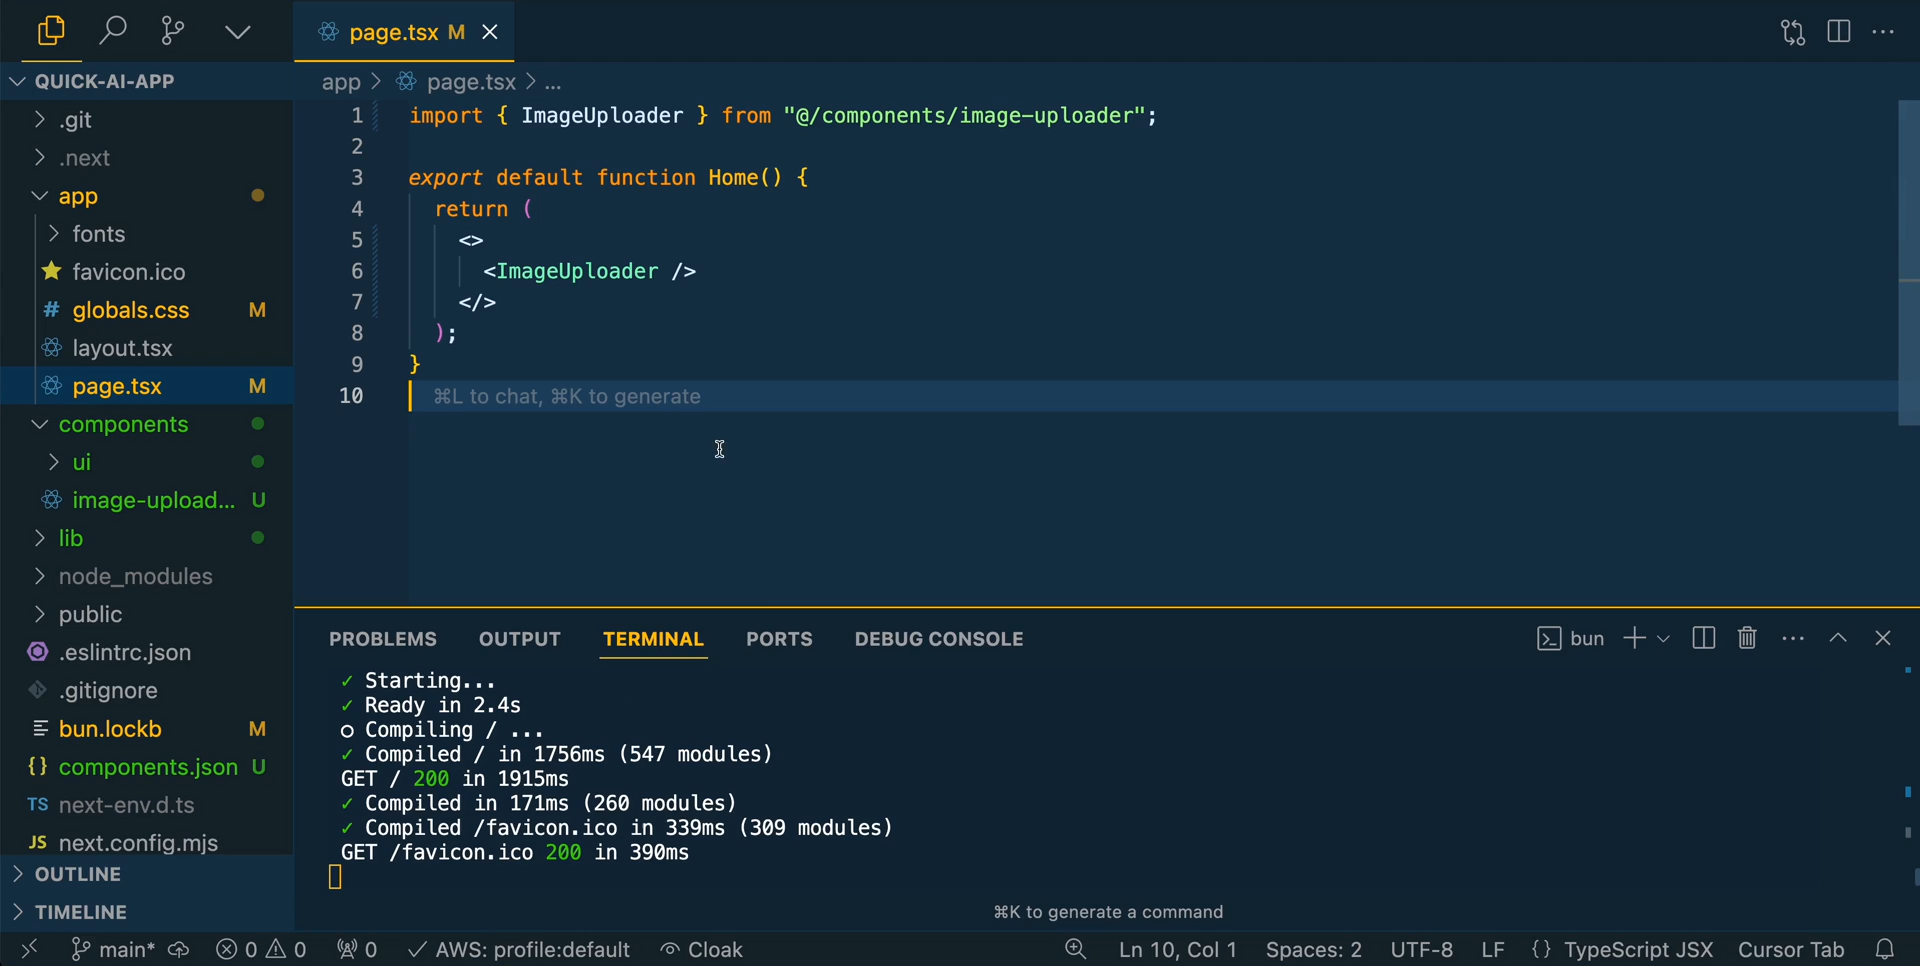 page.tsx M
QUICK-AI-APP
.git
.next
app
fonts
favicon.ico
# globals.css M
layout.tsx
page.tsx M
components
ui
image-upload... U
lib
node_modules
public
.eslintrc.json
.gitignore
bun.lockb M
{} components.json U
TS next-env.d.ts
JS next.config.mjs
OUTLINE
TIMELINE
app > page.tsx > ...
1 import { ImageUploader } from "@/components/image-uploader";
2
3 export default function Home() {
4 return (
5 <>
6 <ImageUploader />
7 </>
8 );
9 }
10 ⌘L to chat, ⌘K to generate
PROBLEMS OUTPUT TERMINAL PORTS DEBUG CONSOLE bun
✓ Starting...
✓ Ready in 2.4s
○ Compiling / ...
✓ Compiled / in 1756ms (547 modules)
GET / 200 in 1915ms
✓ Compiled in 171ms (260 modules)
✓ Compiled /favicon.ico in 339ms (309 modules)
GET /favicon.ico 200 in 390ms
⌘K to generate a command
main* 0 0 0 AWS: profile:default Cloak Ln 10, Col 1 Spaces: 2 UTF-8 LF {} TypeScript JSX Cursor Tab